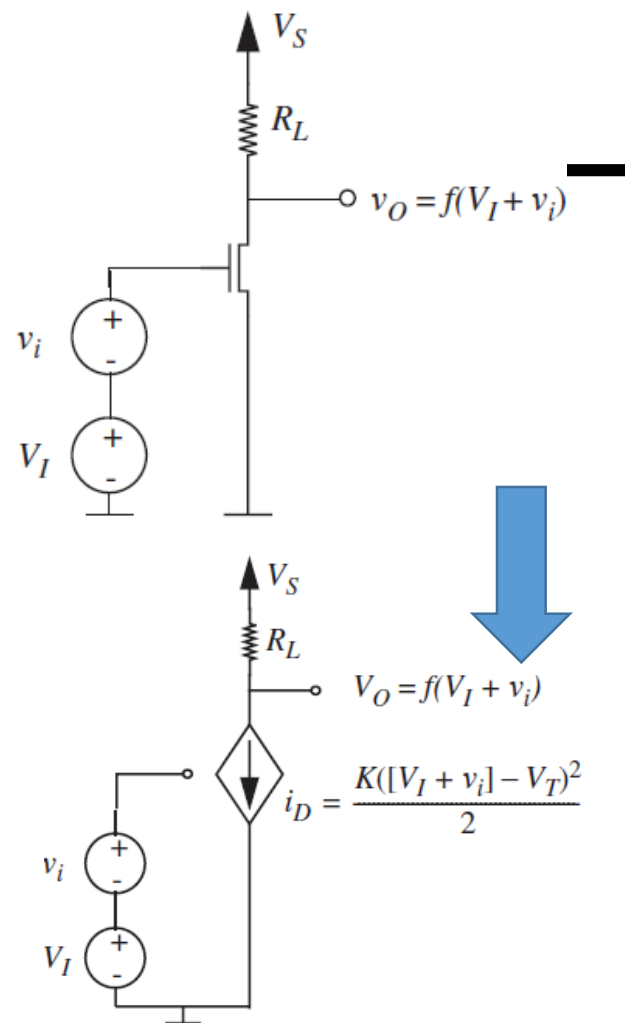 V_S
R_L
v_O = f(V_I + v_i)
+
v_i
-
+
V_I
-
V_S
R_L
V_O = f(V_I + v_i)
i_D = K([V_I + v_i] - V_T)^2 / 2
+
v_i
-
+
V_I
-